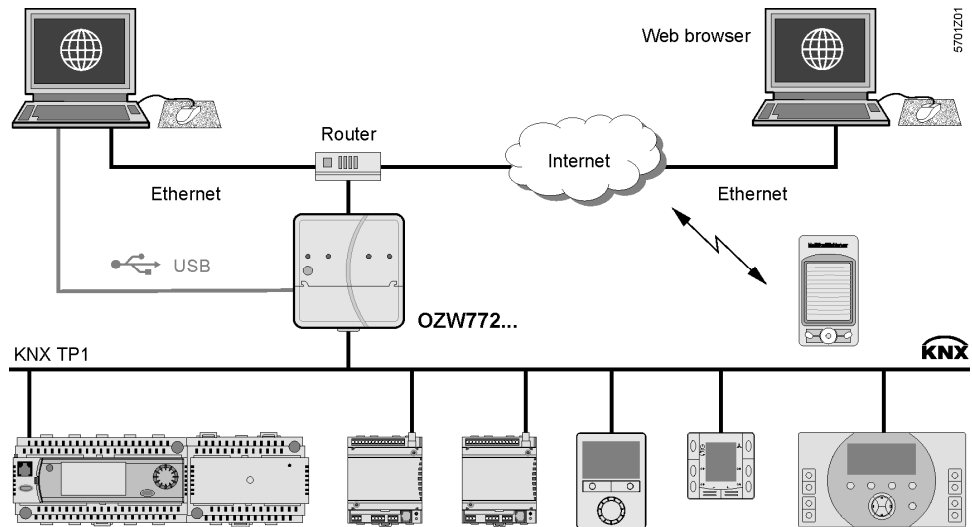 Web browser
5701Z01
Router
Internet
Ethernet
Ethernet
USB
OZW772...
KNX TP1
KNX